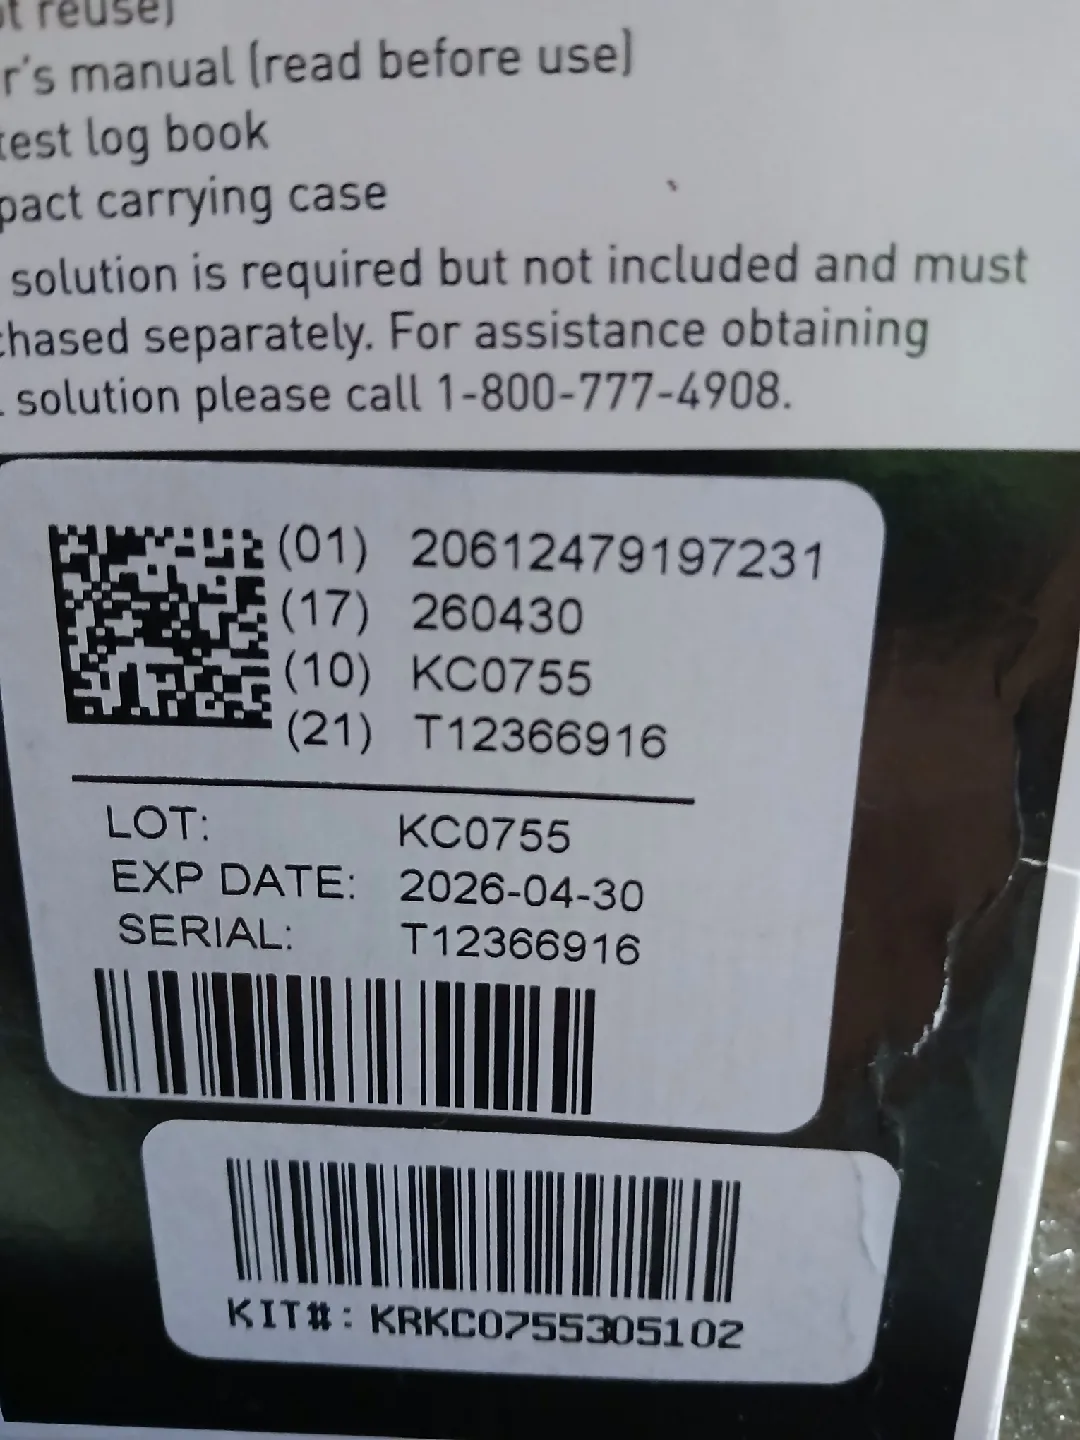 t reuse)
r's manual (read before use)
test log book
pact carrying case
solution is required but not included and must
chased separately. For assistance obtaining
solution please call 1-800-777-4908.
(01) 20612479197231
(17) 260430
(10) KC0755
(21) T12366916
LOT: KC0755
EXP DATE: 2026-04-30
SERIAL: T12366916
KIT#: KRKC0755305102